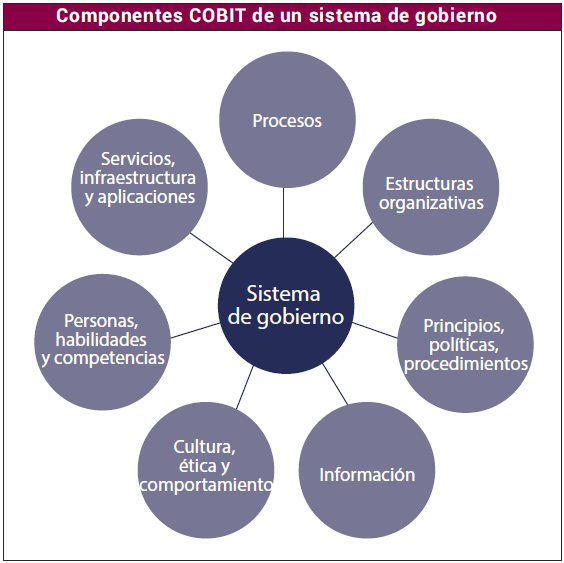 Componentes COBIT de un sistema de gobierno
Procesos
Estructuras
organizativas
Principios,
políticas,
procedimientos
Información
Cultura,
ética y
comportamiento
Personas,
habilidades
y competencias
Servicios,
infraestructura
y aplicaciones
Sistema
de gobierno